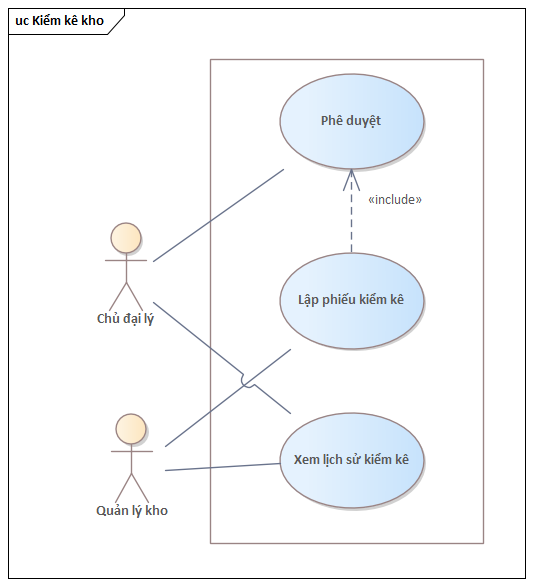 uc Kiểm kê kho
Phê duyệt
«include»
Lập phiếu kiểm kê
Chủ đại lý
Xem lịch sử kiểm kê
Quản lý kho